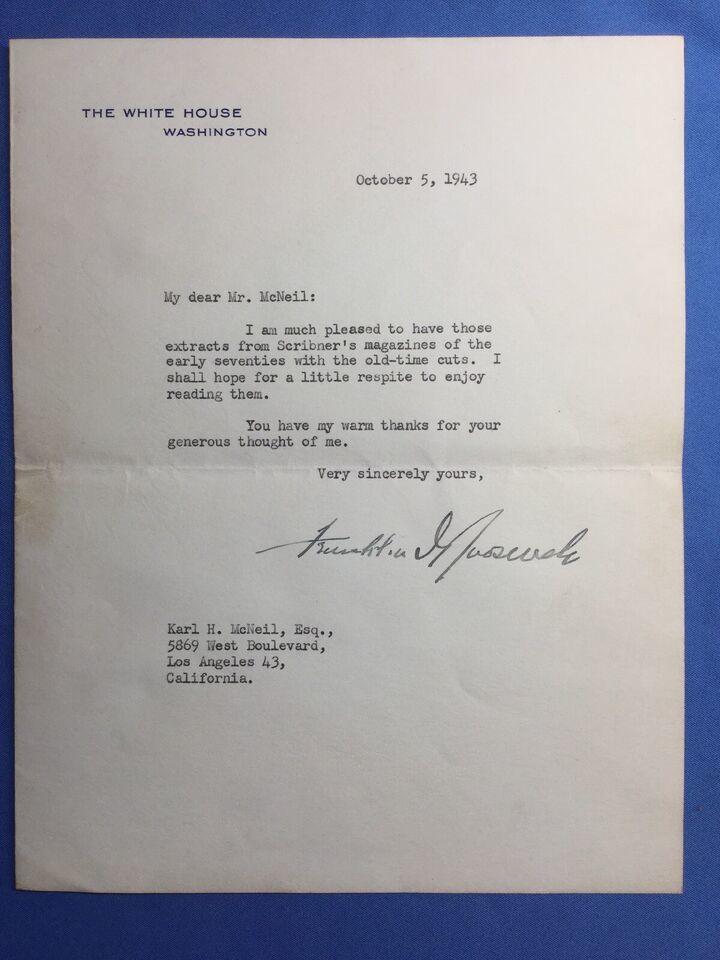 THE WHITE HOUSE
WASHINGTON
October 5, 1943
My dear Mr. McNeil:
I am much pleased to have those
extracts from Scribner's magazines of the
early seventies with the old-time cuts. I
shall hope for a little respite to enjoy
reading them.
You have my warm thanks for your
generous thought of me.
Very sincerely yours,
Franklin D Roosevelt
Karl H. McNeil, Esq.,
5869 West Boulevard,
Los Angeles 43,
California.